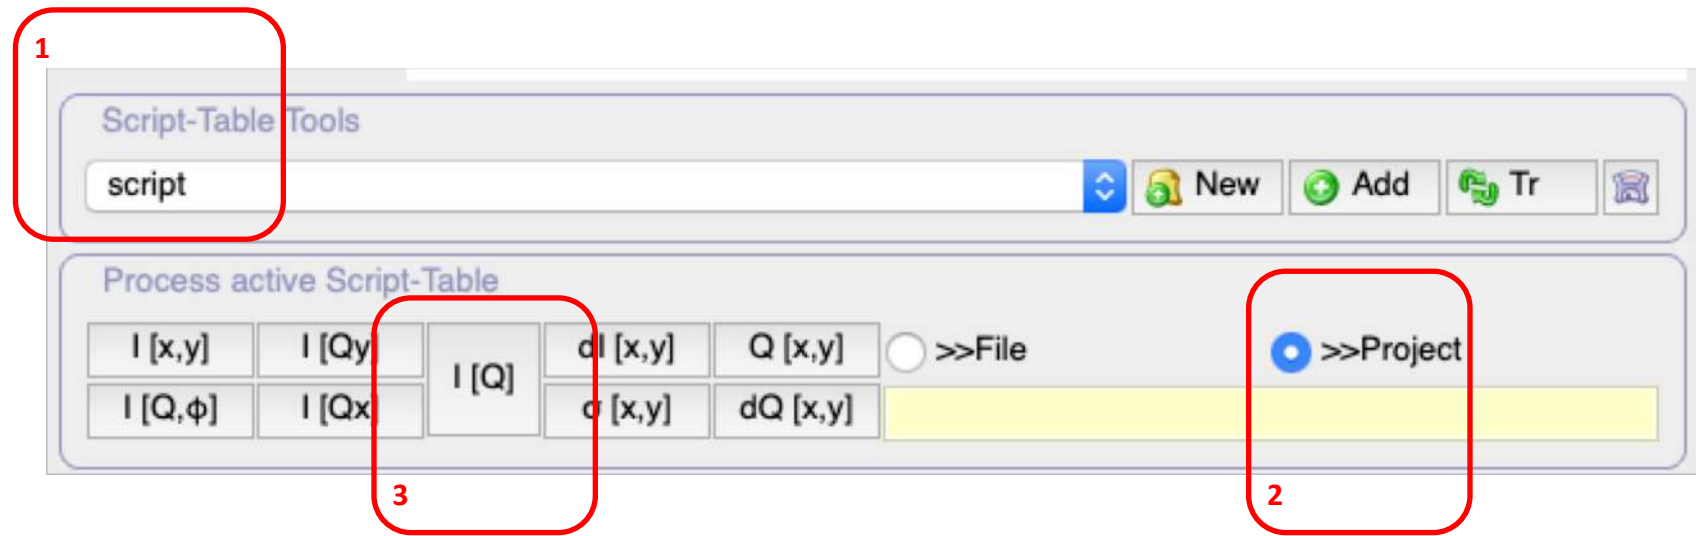 1
Script-Table Tools
script
New
Add
Tr
Process active Script-Table
I [x,y]
I [Qy]
I [Q]
dI [x,y]
Q [x,y]
>>File
>>Project
I [Q,ϕ]
I [Qx]
σ [x,y]
dQ [x,y]
3
2